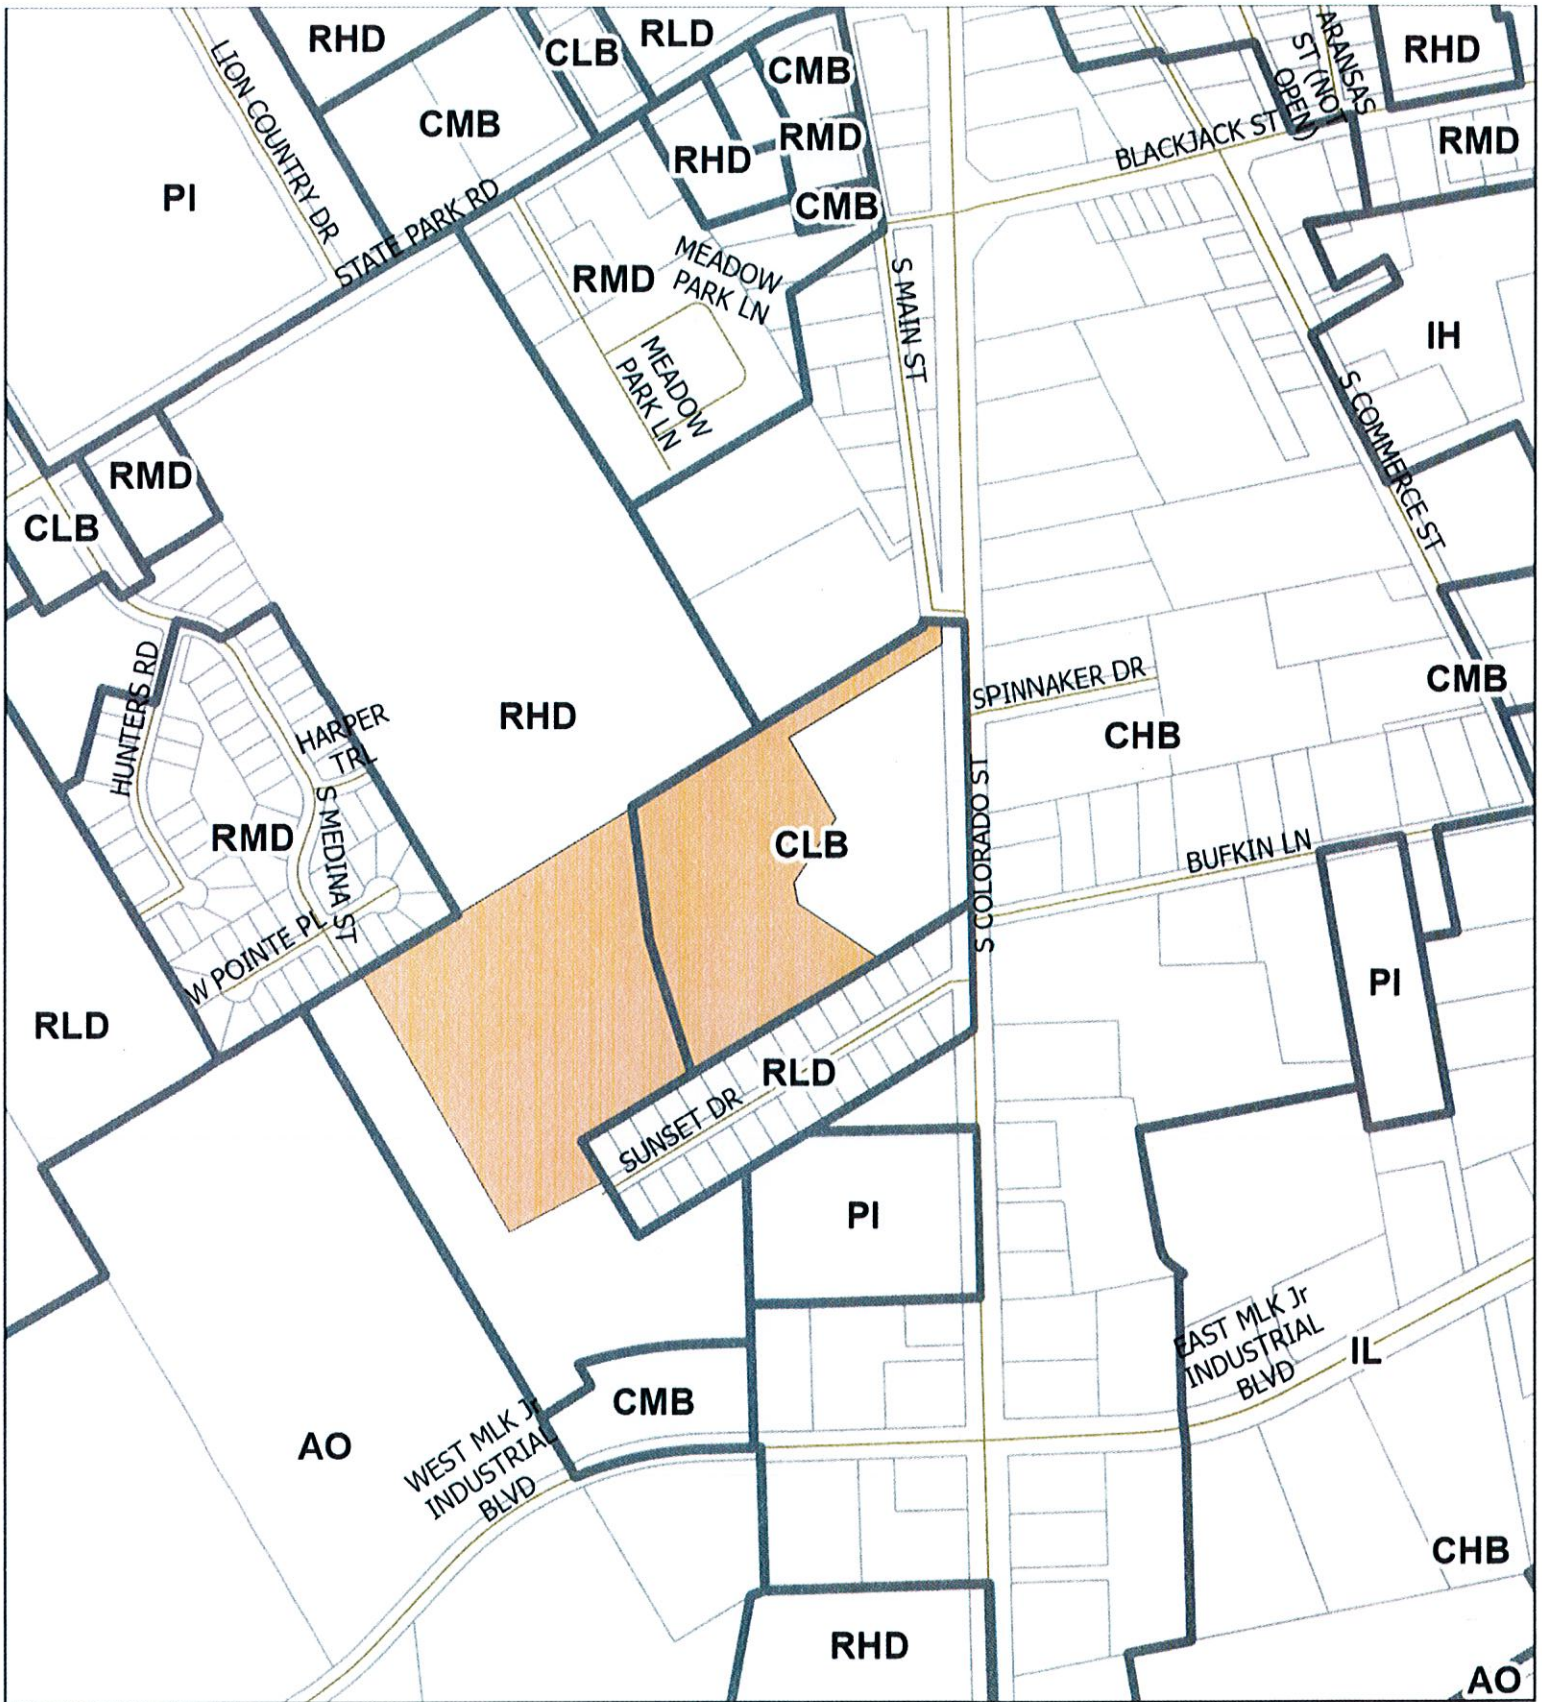 RHD
CLB
RLD
CMB
ARANSAS
ST (NOT
OPEN)
RHD
LION COUNTRY DR
CMB
RHD
RMD
BLACKJACK ST
RMD
PI
CMB
STATE PARK RD
RMD
MEADOW
PARK LN
S MAIN ST
IH
MEADOW
PARK LN
S COMMERCE ST
RMD
CLB
HUNTERS RD
HARPER
TRL
RHD
SPINNAKER DR
CMB
CHB
S MEDINA ST
RMD
CLB
S COLORADO ST
BUFKIN LN
W POINTE PL
PI
RLD
RLD
SUNSET DR
PI
EAST MLK Jr
INDUSTRIAL
BLVD
IL
CMB
AO
WEST MLK Jr
INDUSTRIAL
BLVD
CHB
RHD
AO